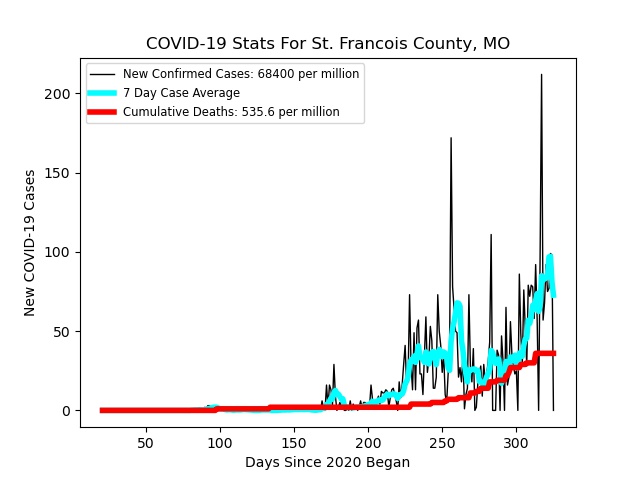 COVID-19 Stats For St. Francois County, MO
New Confirmed Cases: 68400 per million
7 Day Case Average
Cumulative Deaths: 535.6 per million
200
150
100
50
0
New COVID-19 Cases
50 100 150 200 250 300
Days Since 2020 Began